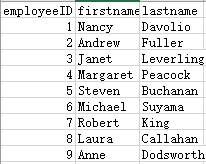 employeeID firstname lastname
1 Nancy Davolio
2 Andrew Fuller
3 Janet Leverling
4 Margaret Peacock
5 Steven Buchanan
6 Michael Suyama
7 Robert King
8 Laura Callahan
9 Anne Dodsworth